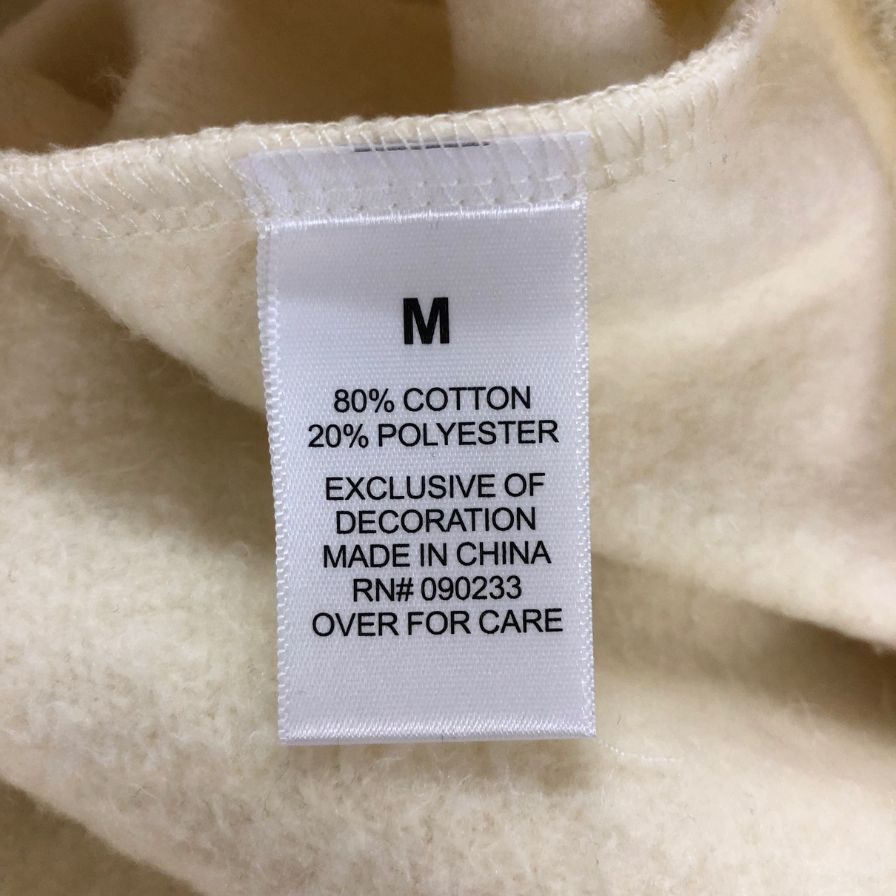 M
80% COTTON
20% POLYESTER
EXCLUSIVE OF
DECORATION
MADE IN CHINA
RN# 090233
OVER FOR CARE